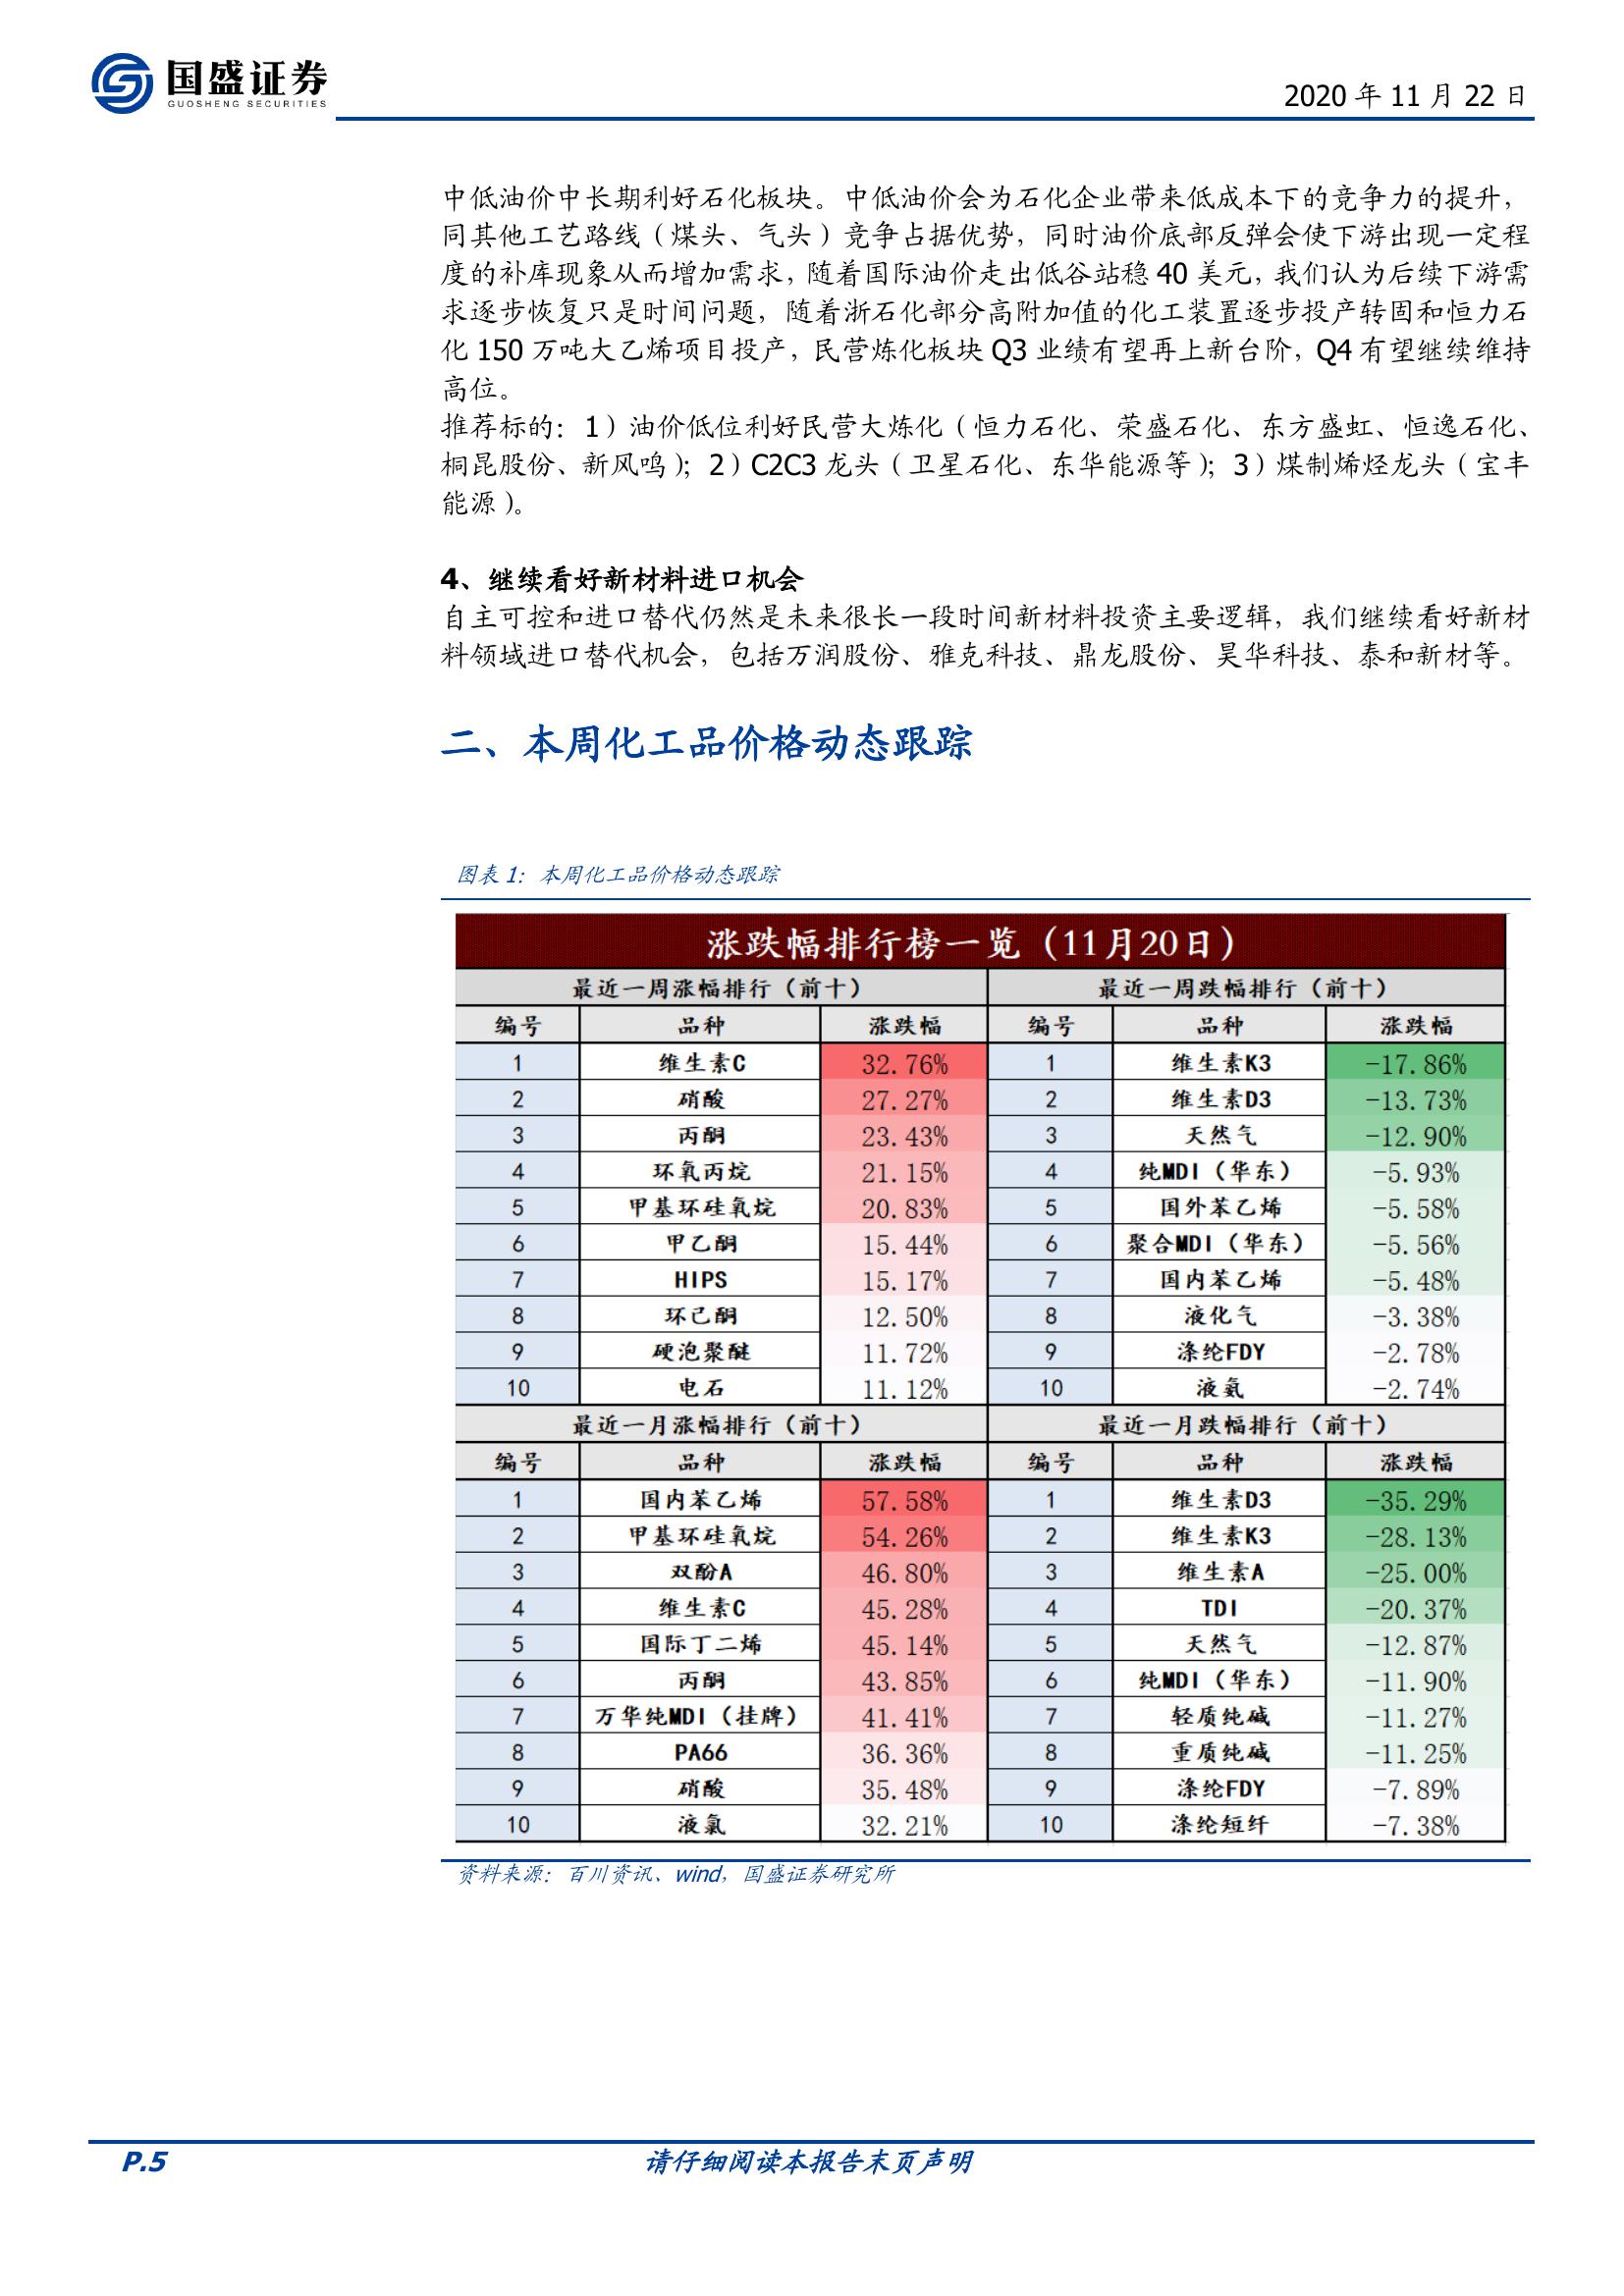 国盛证券
GUOSHENG SECURITIES
2020 年 11 月 22 日
中低油价中长期利好石化板块。中低油价会为石化企业带来低成本下的竞争力的提升，
同其他工艺路线（煤头、气头）竞争占据优势，同时油价底部反弹会使下游出现一定程
度的补库现象从而增加需求，随着国际油价走出低谷站稳 40 美元，我们认为后续下游需
求逐步恢复只是时间问题，随着浙石化部分高附加值的化工装置逐步投产转固和恒力石
化 150 万吨大乙烯项目投产，民营炼化板块 Q3 业绩有望再上新台阶，Q4 有望继续维持
高位。
推荐标的：1）油价低位利好民营大炼化（恒力石化、荣盛石化、东方盛虹、恒逸石化、
桐昆股份、新风鸣）；2）C2C3 龙头（卫星石化、东华能源等）；3）煤制烯烃龙头（宝丰
能源）。
4、继续看好新材料进口机会
自主可控和进口替代仍然是未来很长一段时间新材料投资主要逻辑，我们继续看好新材
料领域进口替代机会，包括万润股份、雅克科技、鼎龙股份、昊华科技、泰和新材等。
二、本周化工品价格动态跟踪
图表 1：本周化工品价格动态跟踪
涨跌幅排行榜一览（11月20日）
最近一周涨幅排行（前十） 最近一周跌幅排行（前十）
编号 品种 涨跌幅 编号 品种 涨跌幅
1 维生素C 32.76% 1 维生素K3 -17.86%
2 硝酸 27.27% 2 维生素D3 -13.73%
3 丙酮 23.43% 3 天然气 -12.90%
4 环氧丙烷 21.15% 4 纯MDI（华东） -5.93%
5 甲基环硅氧烷 20.83% 5 国外苯乙烯 -5.58%
6 甲乙酮 15.44% 6 聚合MDI（华东） -5.56%
7 HIPS 15.17% 7 国内苯乙烯 -5.48%
8 环己酮 12.50% 8 液化气 -3.38%
9 硬泡聚醚 11.72% 9 涤纶FDY -2.78%
10 电石 11.12% 10 液氨 -2.74%
最近一月涨幅排行（前十） 最近一月跌幅排行（前十）
编号 品种 涨跌幅 编号 品种 涨跌幅
1 国内苯乙烯 57.58% 1 维生素D3 -35.29%
2 甲基环硅氧烷 54.26% 2 维生素K3 -28.13%
3 双酚A 46.80% 3 维生素A -25.00%
4 维生素C 45.28% 4 TDI -20.37%
5 国际丁二烯 45.14% 5 天然气 -12.87%
6 丙酮 43.85% 6 纯MDI（华东） -11.90%
7 万华纯MDI（挂牌） 41.41% 7 轻质纯碱 -11.27%
8 PA66 36.36% 8 重质纯碱 -11.25%
9 硝酸 35.48% 9 涤纶FDY -7.89%
10 液氯 32.21% 10 涤纶短纤 -7.38%
资料来源：百川资讯、wind，国盛证券研究所
P.5 请仔细阅读本报告末页声明